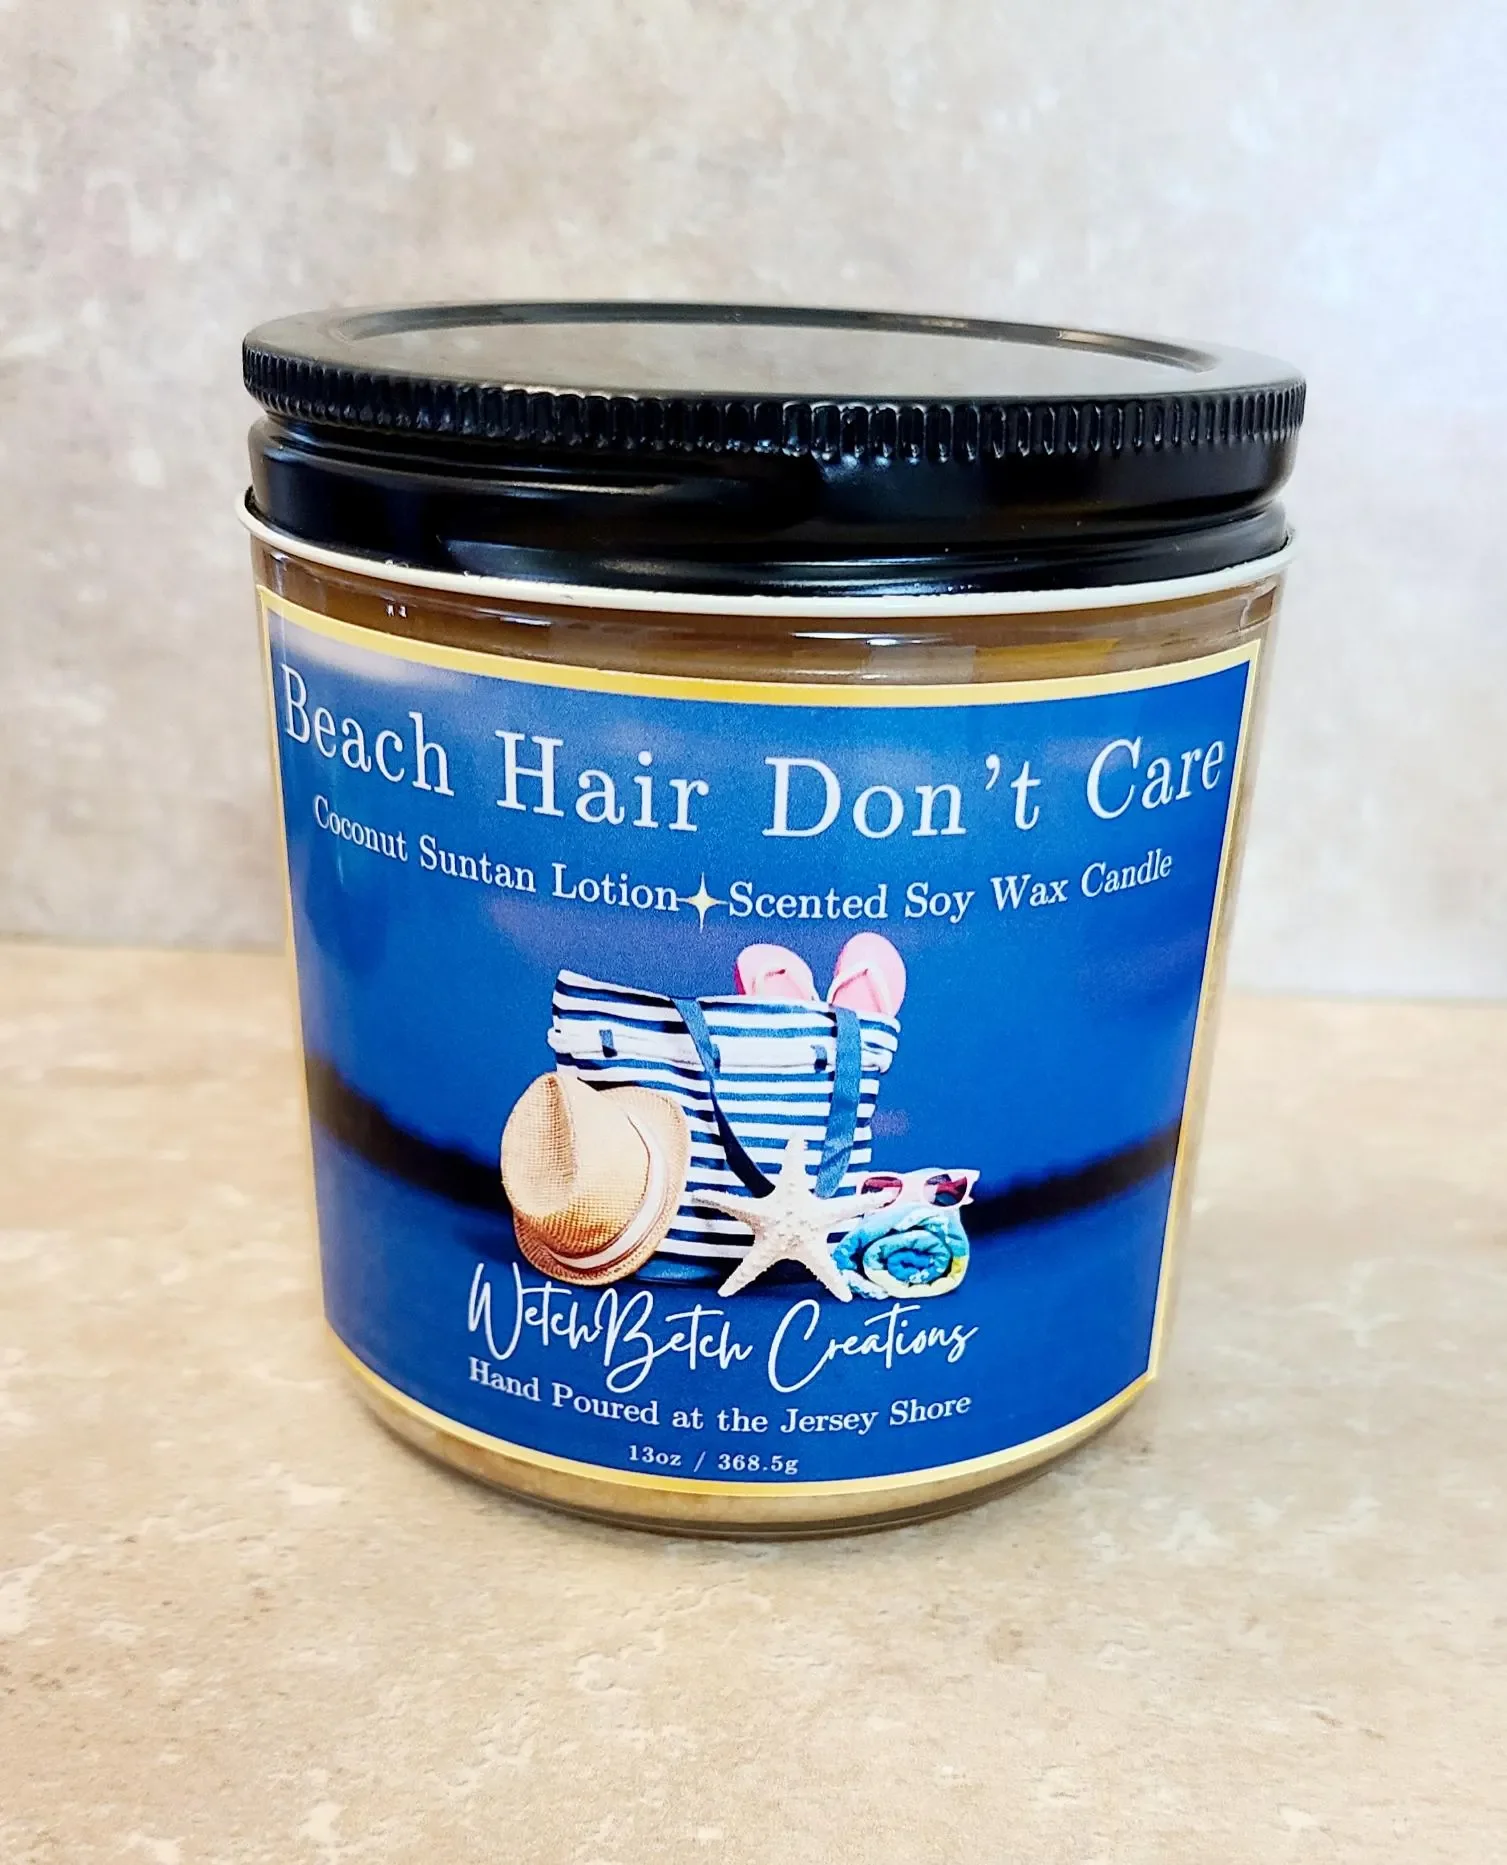 Beach Hair Don't Care
Coconut Suntan Lotion Scented Soy Wax Candle
WetchBetch Creations
Hand Poured at the Jersey Shore
13oz / 368.5g